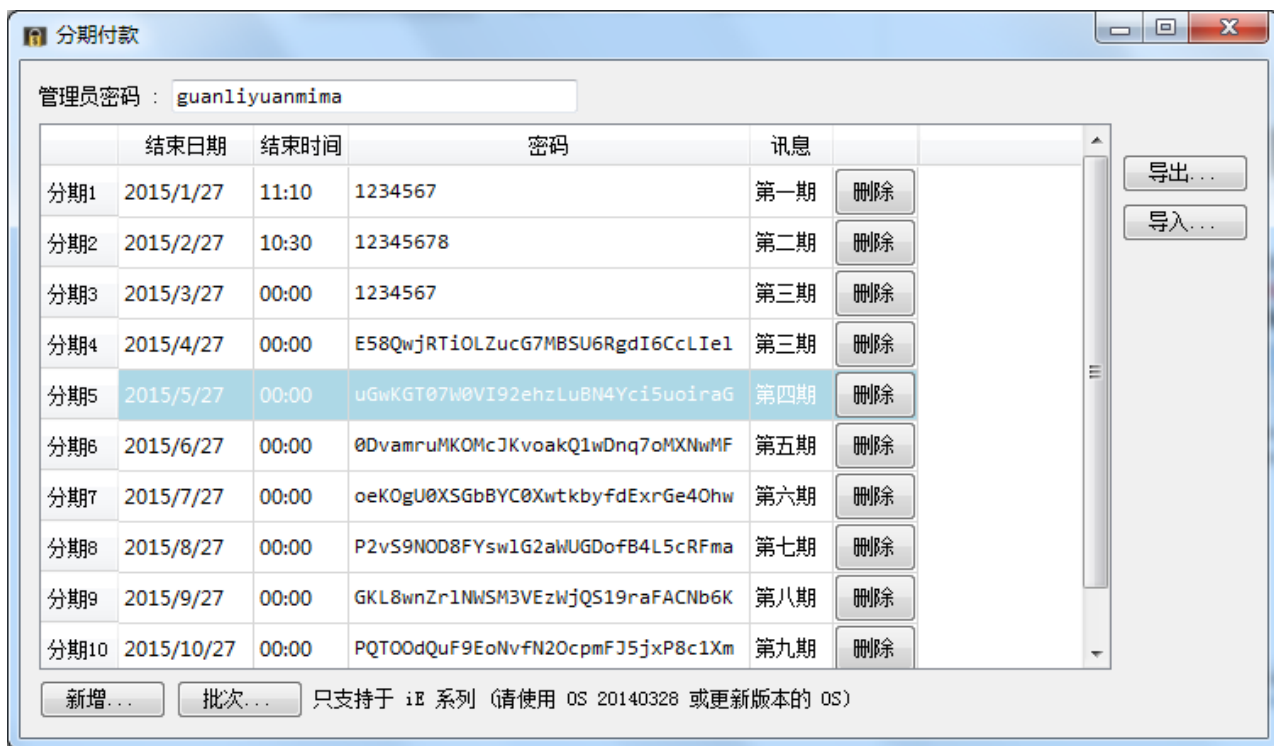 分期付款
管理员密码 : guanliyuanmima
结束日期 结束时间 密码 讯息
分期1 2015/1/27 11:10 1234567 第一期 删除
分期2 2015/2/27 10:30 12345678 第二期 删除
分期3 2015/3/27 00:00 1234567 第三期 删除
分期4 2015/4/27 00:00 E58QwjRTiOLZucG7MBSU6RgdI6CcLIel 第三期 删除
分期5 2015/5/27 00:00 uGwKGT07W0VI92ehzLuBN4Yci5uoiraG 第四期 删除
分期6 2015/6/27 00:00 0DvamruMKOMcJKvoakQ1wDnq7oMXNwMF 第五期 删除
分期7 2015/7/27 00:00 oeKOgU0XSGbBYC0XwtkbyfdExrGe4Ohw 第六期 删除
分期8 2015/8/27 00:00 P2vS9NOD8FYswlG2aWUGDofB4L5cRFma 第七期 删除
分期9 2015/9/27 00:00 GKL8wnZrlNWSM3VEzWjQS19raFACNb6K 第八期 删除
分期10 2015/10/27 00:00 PQTOOdQuF9EoNvfN2OcpmFJ5jxP8c1Xm 第九期 删除
导出...
导入...
新增... 批次... 只支持于 iE 系列 (请使用 OS 20140328 或更新版本的 OS)